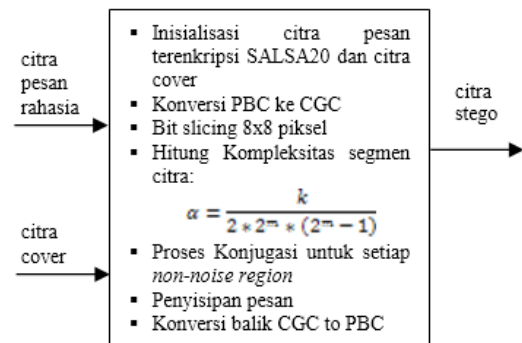 citra
pesan
rahasia
citra
cover
▪ Inisialisasi citra pesan
terenkripsi SALSA20 dan citra
cover
▪ Konversi PBC ke CGC
▪ Bit slicing 8x8 piksel
▪ Hitung Kompleksitas segmen
citra:
α = k / (2 * 2^m * (2^m − 1))
▪ Proses Konjugasi untuk setiap
non-noise region
▪ Penyisipan pesan
▪ Konversi balik CGC to PBC
citra
stego